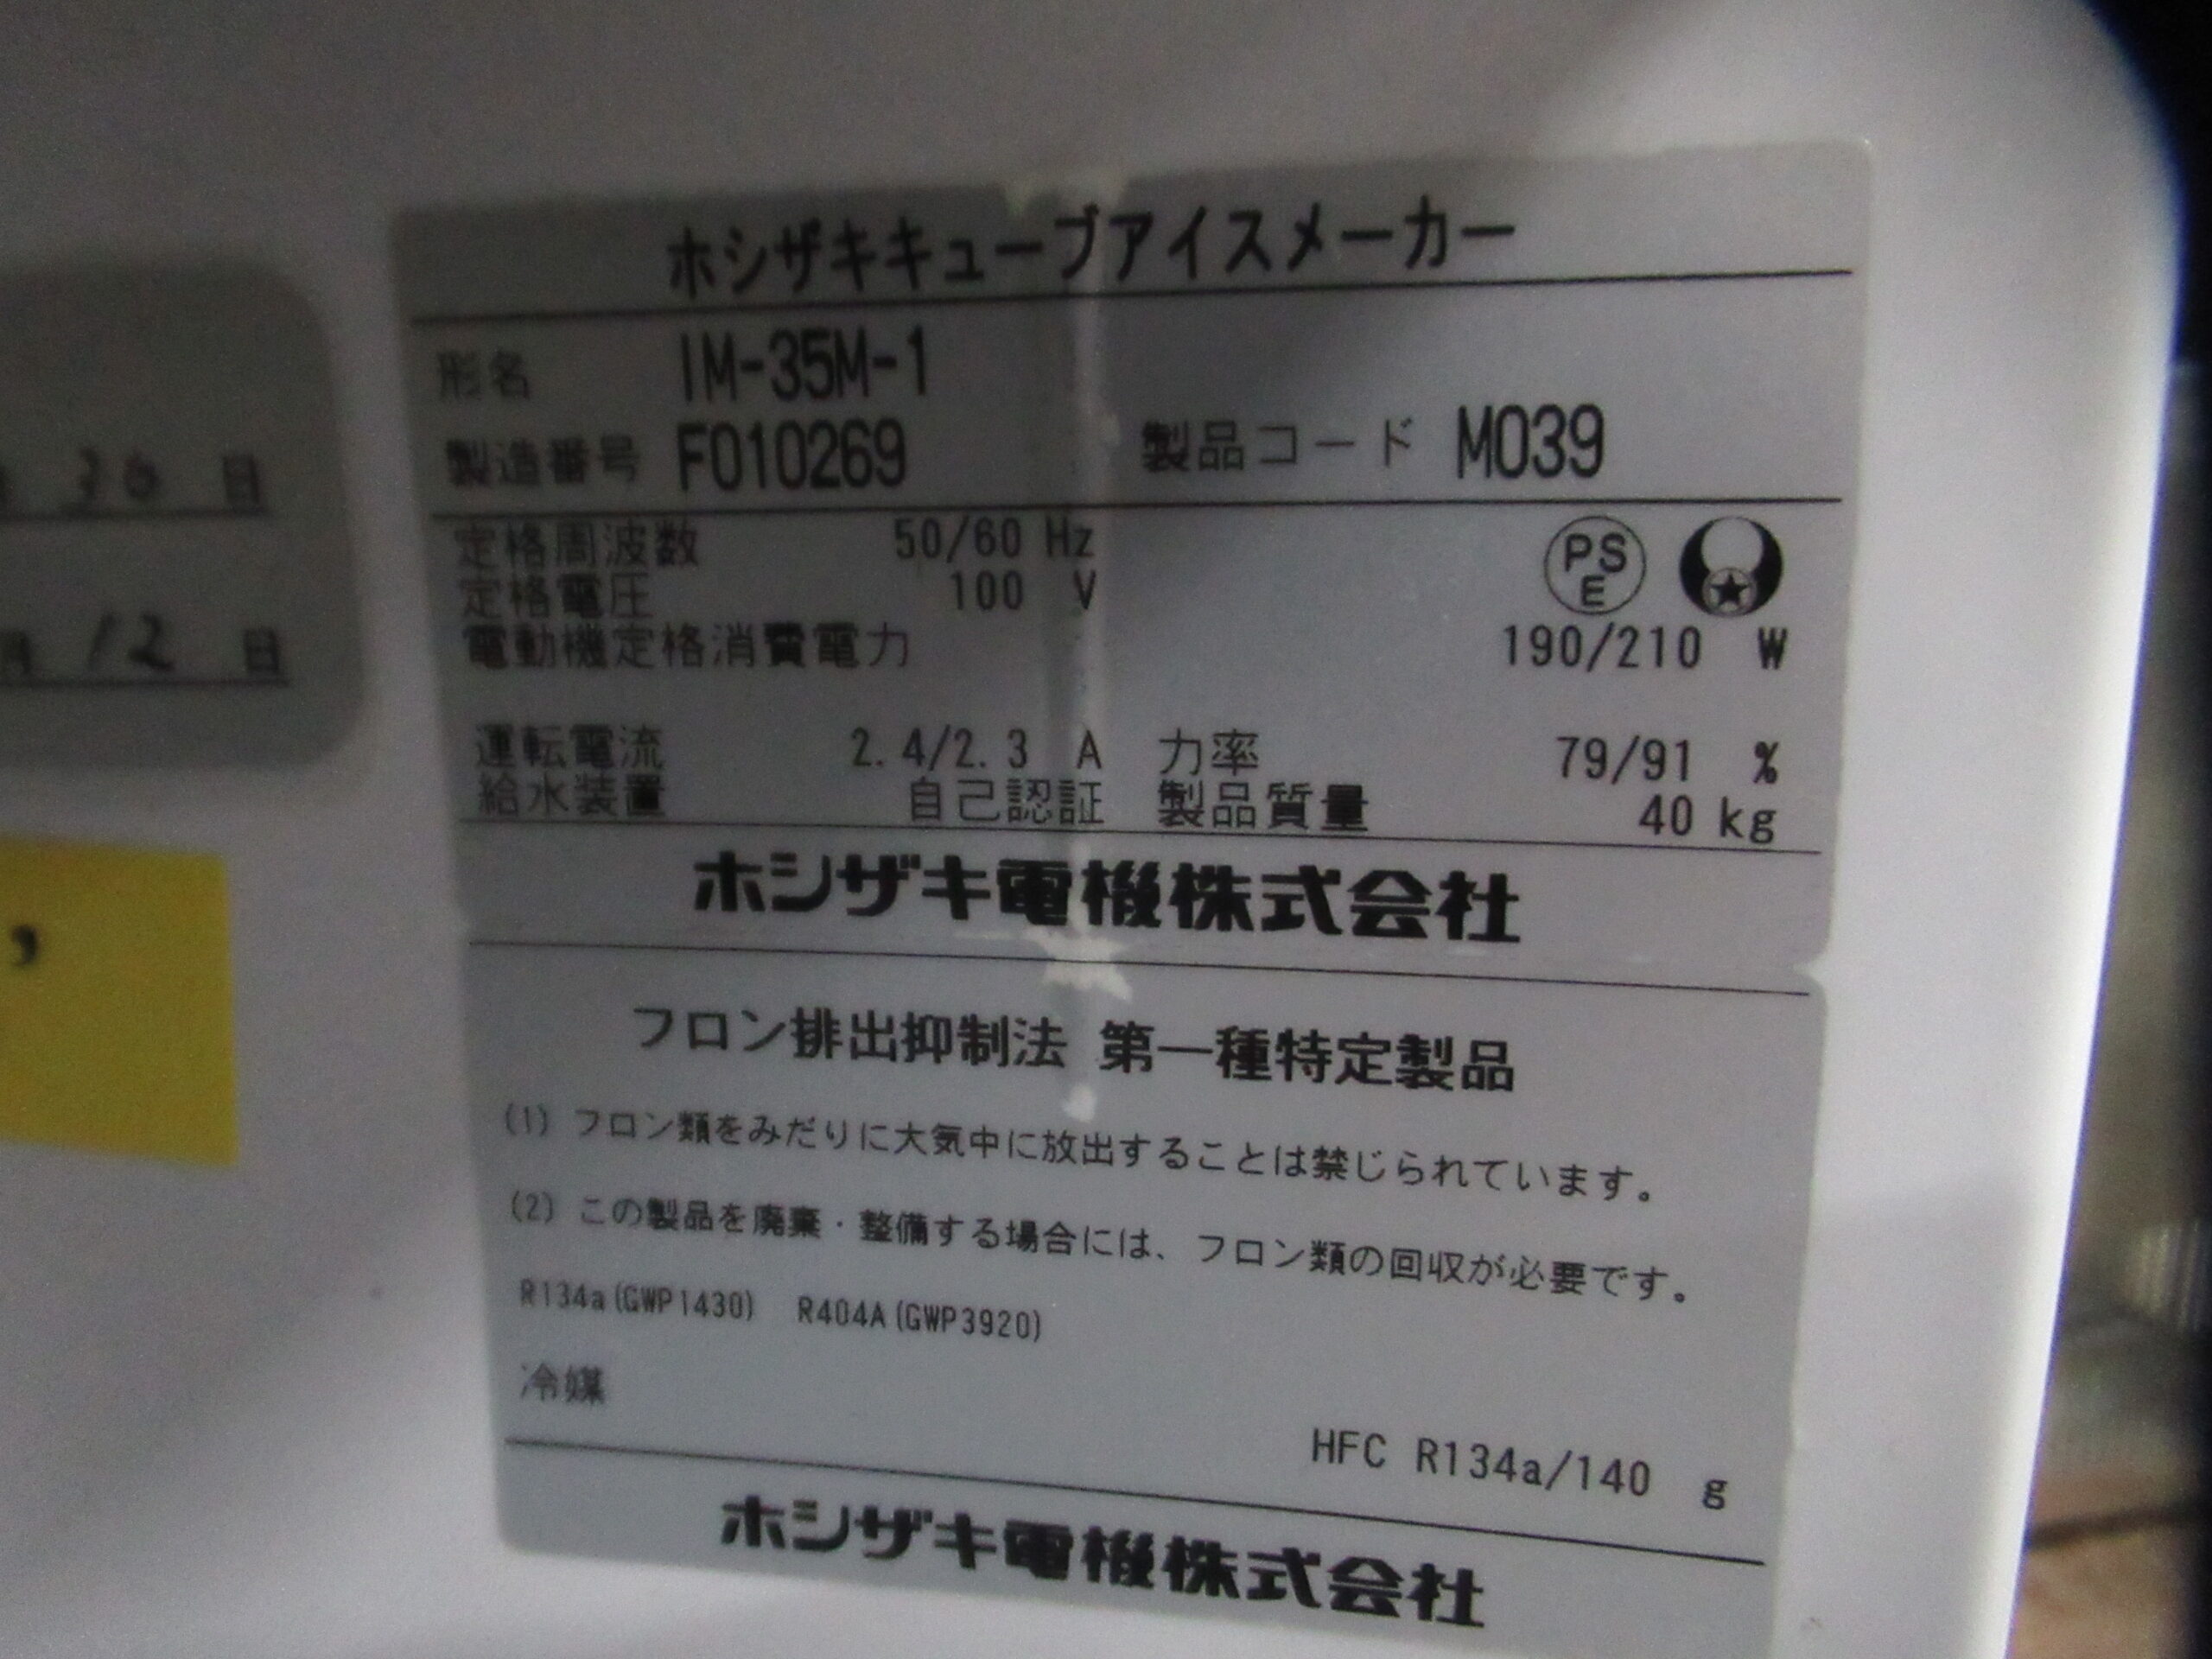 ホシザキキューブアイスメーカー
形名 IM-35M-1
製造番号 F010269 製品コード M039
定格周波数 50/60 Hz
PSE
定格電圧 100 V
電動機定格消費電力 190/210 W
運転電流 2.4/2.3 A 力率 79/91 %
給水装置 自己認証 製品質量 40 kg
ホシザキ電機株式会社
フロン排出抑制法 第一種特定製品
(1) フロン類をみだりに大気中に放出することは禁じられています。
(2) この製品を廃棄・整備する場合には、フロン類の回収が必要です。
R134a(GWP1430) R404A(GWP3920)
冷媒
HFC R134a/140 g
ホシザキ電機株式会社
日
月 12 日
,